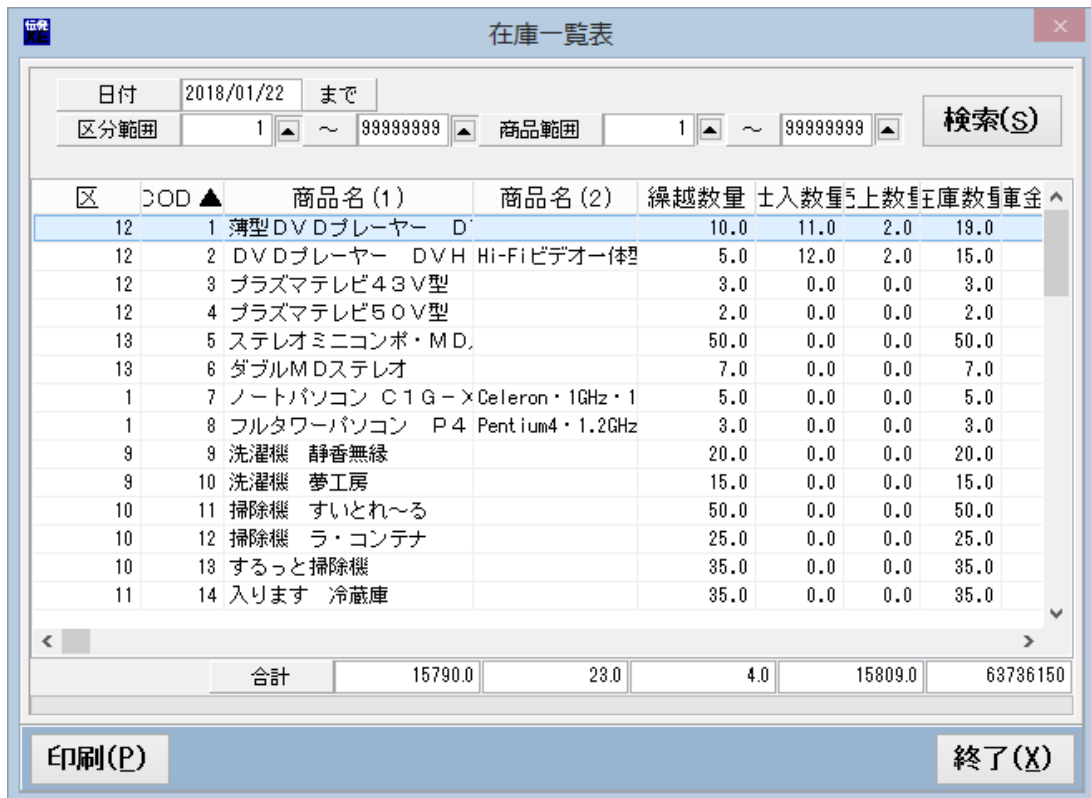 伝発
在庫一覧表
日付 2018/01/22 まで
区分範囲 1 ～ 99999999 商品範囲 1 ～ 99999999 検索(S)
区 COD ▲ 商品名(1) 商品名(2) 繰越数量 仕入数量 売上数量 在庫数量 庫金
12 1 薄型ＤＶＤプレーヤー Ｄ 10.0 11.0 2.0 19.0
12 2 ＤＶＤプレーヤー ＤＶＨ Hi-Fiビデオ一体型 5.0 12.0 2.0 15.0
12 3 プラズマテレビ４３Ｖ型 3.0 0.0 0.0 3.0
12 4 プラズマテレビ５０Ｖ型 2.0 0.0 0.0 2.0
13 5 ステレオミニコンポ・ＭＤ 50.0 0.0 0.0 50.0
13 6 ダブルＭＤステレオ 7.0 0.0 0.0 7.0
1 7 ノートパソコン Ｃ１Ｇ－Ｘ Celeron・1GHz・1 5.0 0.0 0.0 5.0
1 8 フルタワーパソコン Ｐ４ Pentium4・1.2GHz 3.0 0.0 0.0 3.0
9 9 洗濯機 静香無縁 20.0 0.0 0.0 20.0
9 10 洗濯機 夢工房 15.0 0.0 0.0 15.0
10 11 掃除機 すいとれ～る 50.0 0.0 0.0 50.0
10 12 掃除機 ラ・コンテナ 25.0 0.0 0.0 25.0
10 13 するっと掃除機 35.0 0.0 0.0 35.0
11 14 入ります 冷蔵庫 35.0 0.0 0.0 35.0
合計 15790.0 23.0 4.0 15809.0 63736150
印刷(P) 終了(X)